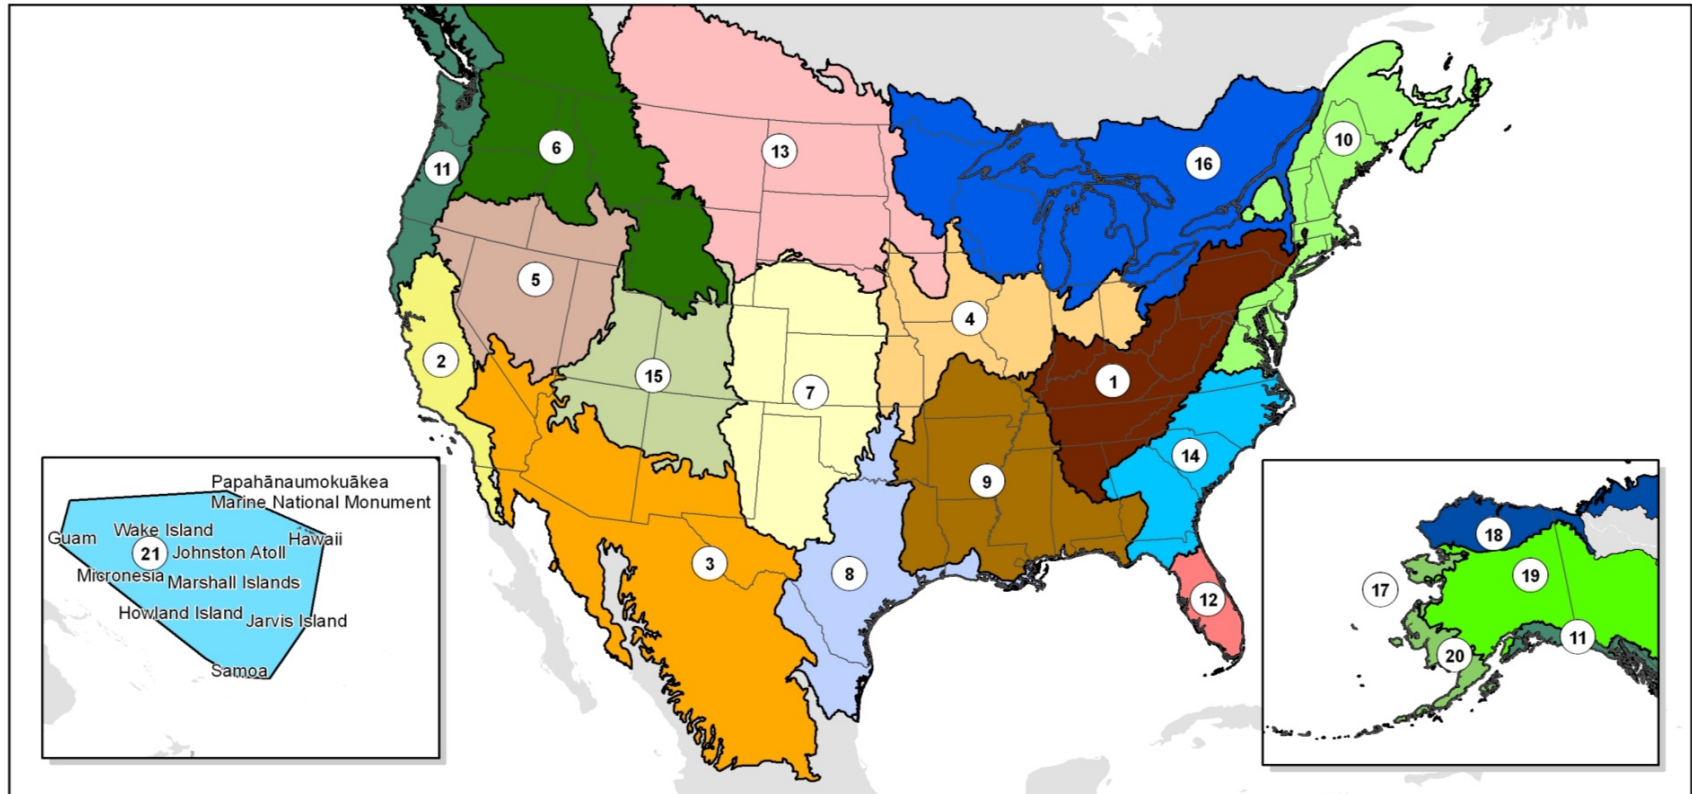 6
13
16
10
11
5
4
2
15
7
1
14
9
3
8
12
Papahānaumokuākea
Marine National Monument
Wake Island
Guam
Hawaii
21
Johnston Atoll
Micronesia
Marshall Islands
Howland Island
Jarvis Island
Samoa
18
17
19
11
20